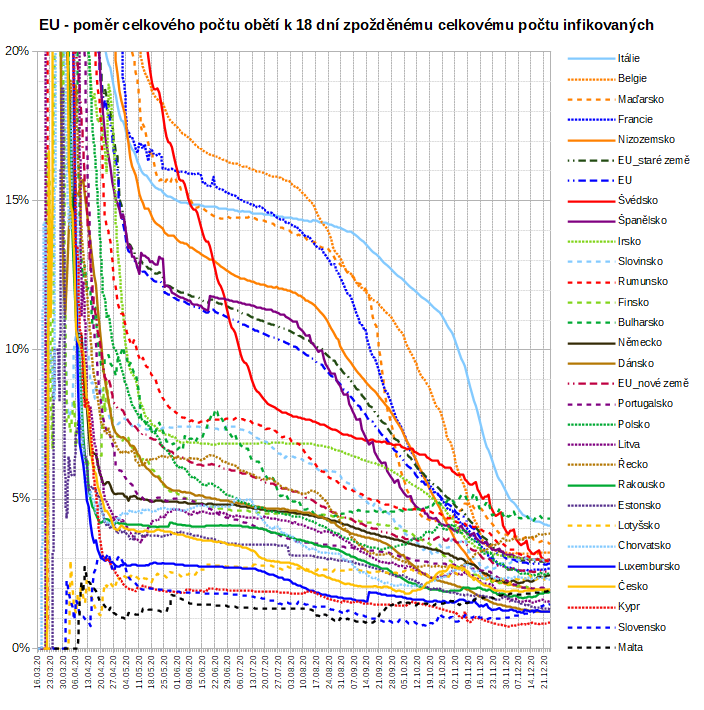 EU - poměr celkového počtu obětí k 18 dní zpožděnému celkovému počtu infikovaných
20%
15%
10%
5%
0%
Itálie
Belgie
Maďarsko
Francie
Nizozemsko
EU_staré země
EU
Švédsko
Španělsko
Irsko
Slovinsko
Rumunsko
Finsko
Bulharsko
Německo
Dánsko
EU_nové země
Portugalsko
Polsko
Litva
Řecko
Rakousko
Estonsko
Lotyšsko
Chorvatsko
Luxembursko
Česko
Kypr
Slovensko
Malta
16.03.20
23.03.20
30.03.20
06.04.20
13.04.20
20.04.20
27.04.20
04.05.20
11.05.20
18.05.20
25.05.20
01.06.20
08.06.20
15.06.20
22.06.20
29.06.20
06.07.20
13.07.20
20.07.20
27.07.20
03.08.20
10.08.20
17.08.20
24.08.20
31.08.20
07.09.20
14.09.20
21.09.20
28.09.20
05.10.20
12.10.20
19.10.20
26.10.20
02.11.20
09.11.20
16.11.20
23.11.20
30.11.20
07.12.20
14.12.20
21.12.20